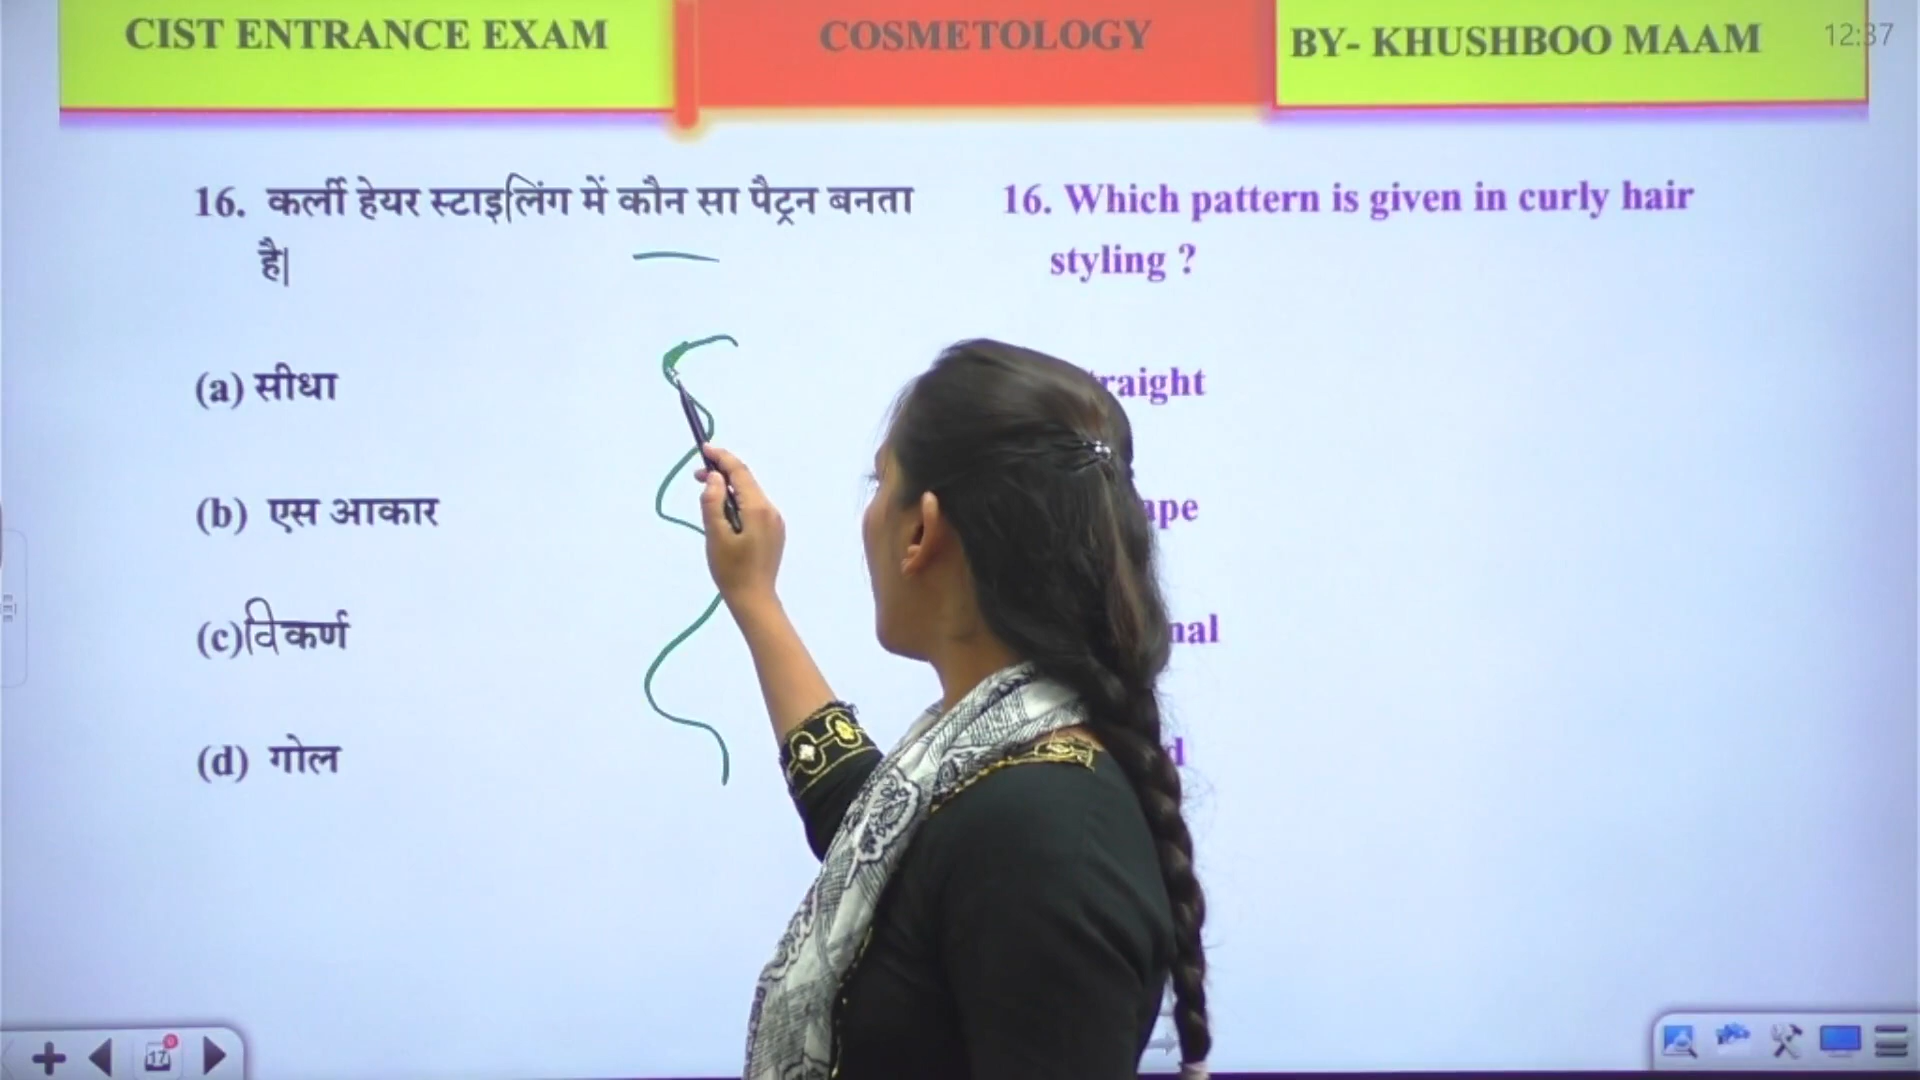 CIST ENTRANCE EXAM
COSMETOLOGY
BY- KHUSHBOO MAAM
12:37
16. कर्ली हेयर स्टाइलिंग में कौन सा पैट्रन बनता
है|
(a) सीधा
(b) एस आकार
(c)विकर्ण
(d) गोल
16. Which pattern is given in curly hair
styling ?
raight
ape
nal
d
17